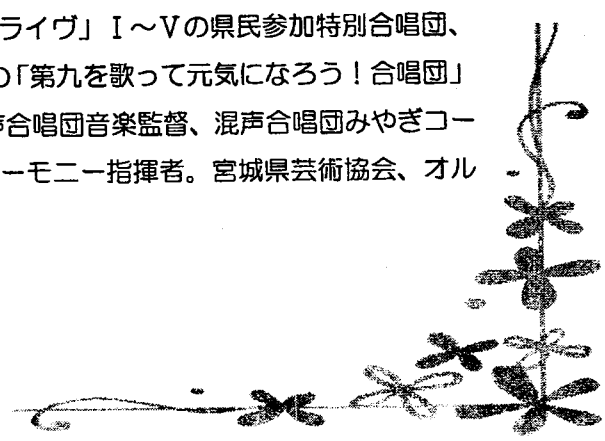 ライヴ」Ⅰ～Ⅴの県民参加特別合唱団、
の「第九を歌って元気になろう！合唱団」
声合唱団音楽監督、混声合唱団みやぎコー
ーモニー指揮者。宮城県芸術協会、オル